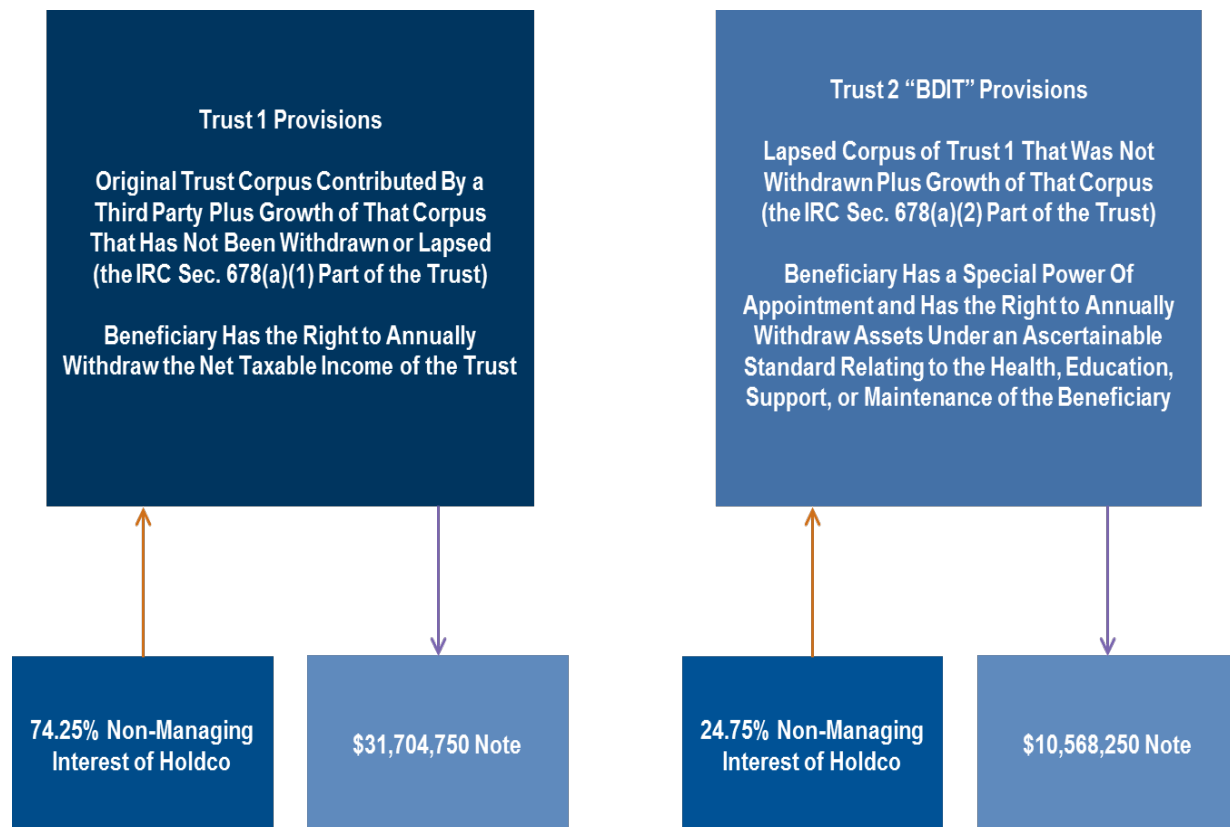 Trust 1 Provisions
Original Trust Corpus Contributed By a
Third Party Plus Growth of That Corpus
That Has Not Been Withdrawn or Lapsed
(the IRC Sec. 678(a)(1) Part of the Trust)
Beneficiary Has the Right to Annually
Withdraw the Net Taxable Income of the Trust
Trust 2 “BDIT” Provisions
Lapsed Corpus of Trust 1 That Was Not
Withdrawn Plus Growth of That Corpus
(the IRC Sec. 678(a)(2) Part of the Trust)
Beneficiary Has a Special Power Of
Appointment and Has the Right to Annually
Withdraw Assets Under an Ascertainable
Standard Relating to the Health, Education,
Support, or Maintenance of the Beneficiary
74.25% Non-Managing
Interest of Holdco
$31,704,750 Note
24.75% Non-Managing
Interest of Holdco
$10,568,250 Note